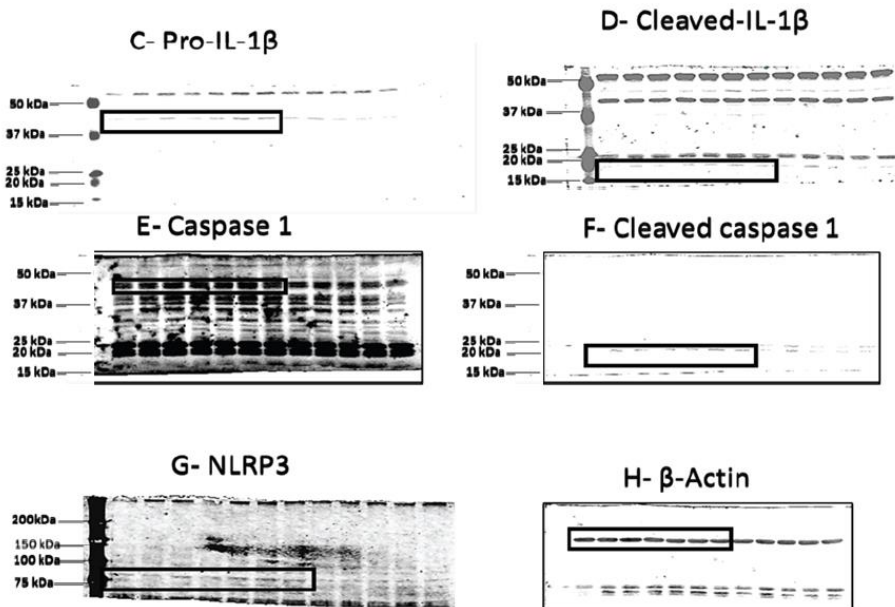 C- Pro-IL-1β
50 kDa
37 kDa
25 kDa
20 kDa
15 kDa
D- Cleaved-IL-1β
50 kDa
37 kDa
25 kDa
20 kDa
15 kDa
E- Caspase 1
50 kDa
37 kDa
25 kDa
20 kDa
15 kDa
F- Cleaved caspase 1
50 kDa
37 kDa
25 kDa
20 kDa
15 kDa
G- NLRP3
200kDa
150 kDa
100 kDa
75 kDa
H- β-Actin